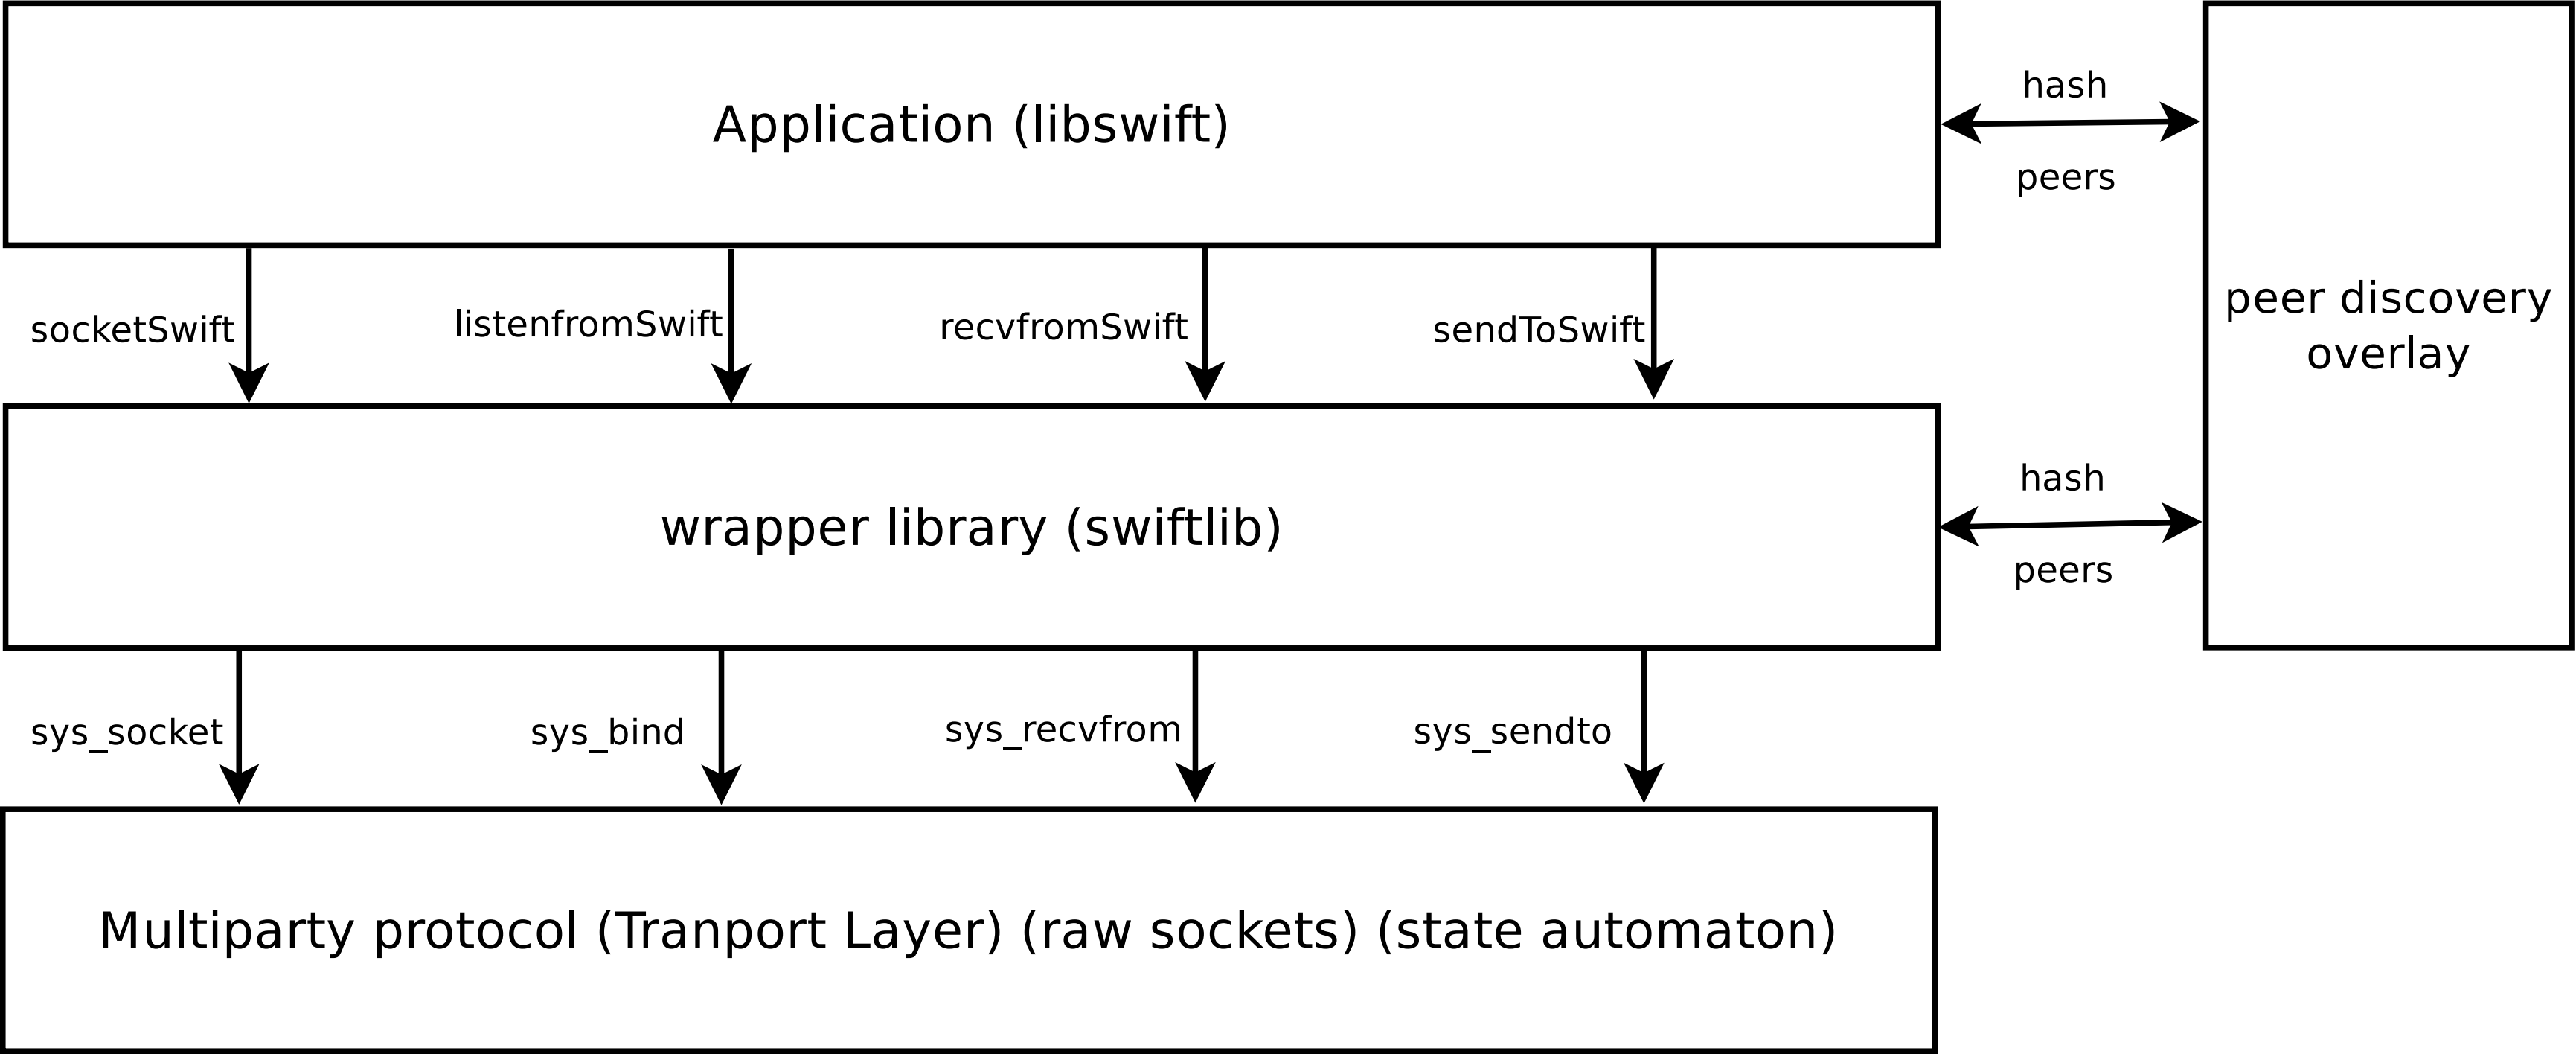 Application (libswift)
hash
peers
peer discovery
overlay
socketSwift
listenfromSwift
recvfromSwift
sendToSwift
wrapper library (swiftlib)
hash
peers
sys_socket
sys_bind
sys_recvfrom
sys_sendto
Multiparty protocol (Tranport Layer) (raw sockets) (state automaton)